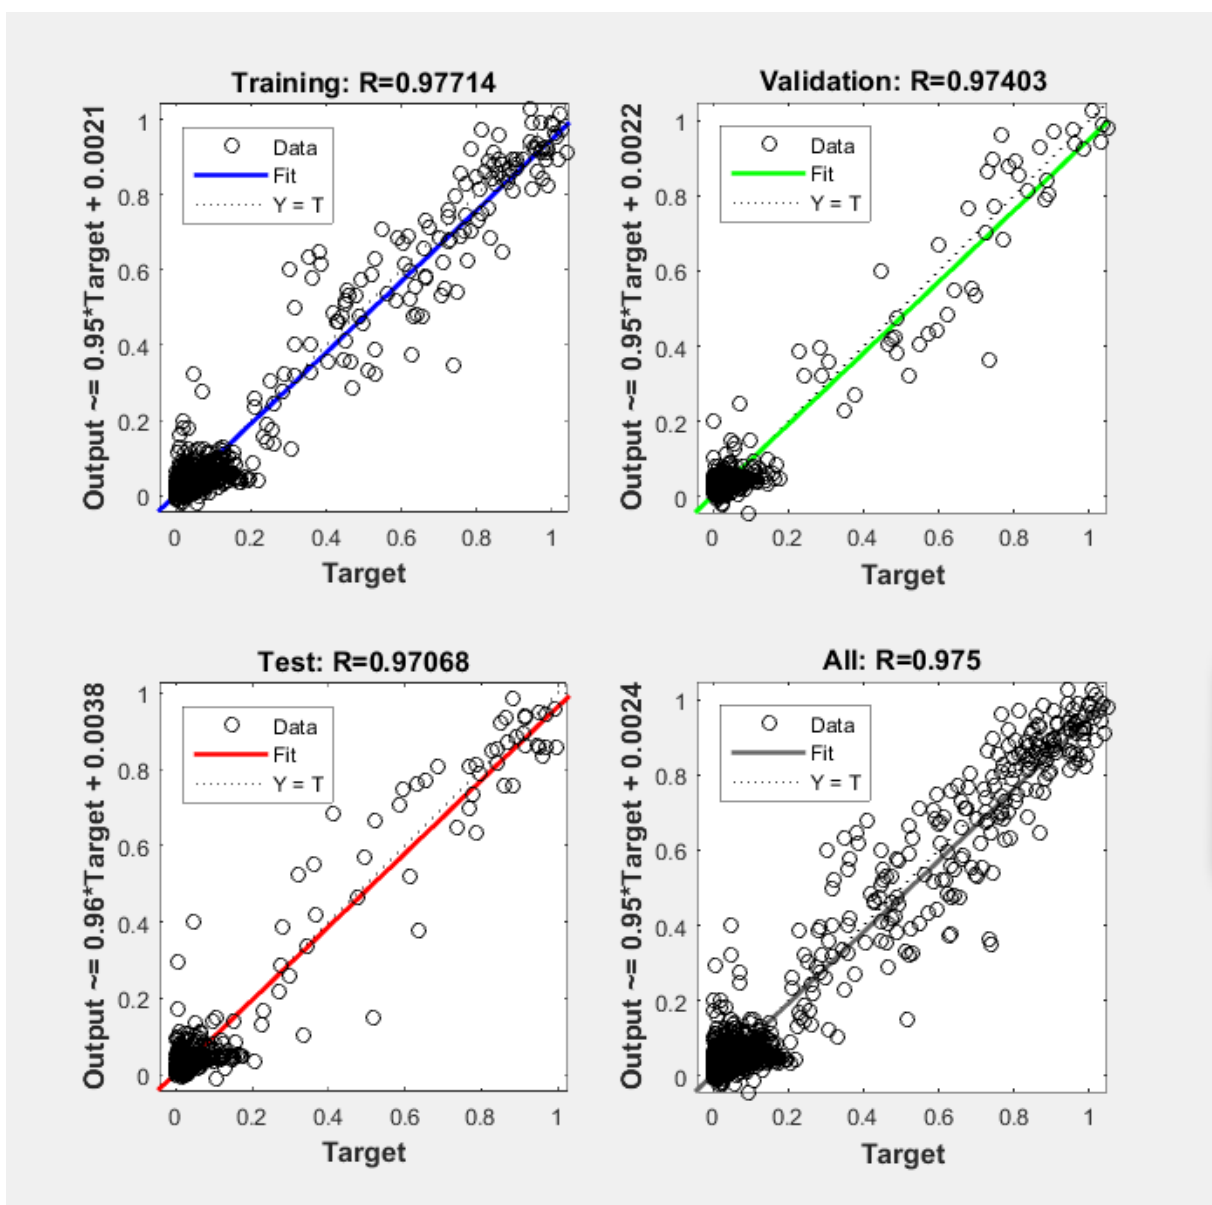 Training: R=0.97714
Output ~= 0.95*Target + 0.0021
Data
Fit
Y = T
1
0.8
0.6
0.4
0.2
0
0 0.2 0.4 0.6 0.8 1
Target
Validation: R=0.97403
Output ~= 0.95*Target + 0.0022
Data
Fit
Y = T
1
0.8
0.6
0.4
0.2
0
0 0.2 0.4 0.6 0.8 1
Target
Test: R=0.97068
Output ~= 0.96*Target + 0.0038
Data
Fit
Y = T
1
0.8
0.6
0.4
0.2
0
0 0.2 0.4 0.6 0.8 1
Target
All: R=0.975
Output ~= 0.95*Target + 0.0024
Data
Fit
Y = T
1
0.8
0.6
0.4
0.2
0
0 0.2 0.4 0.6 0.8 1
Target